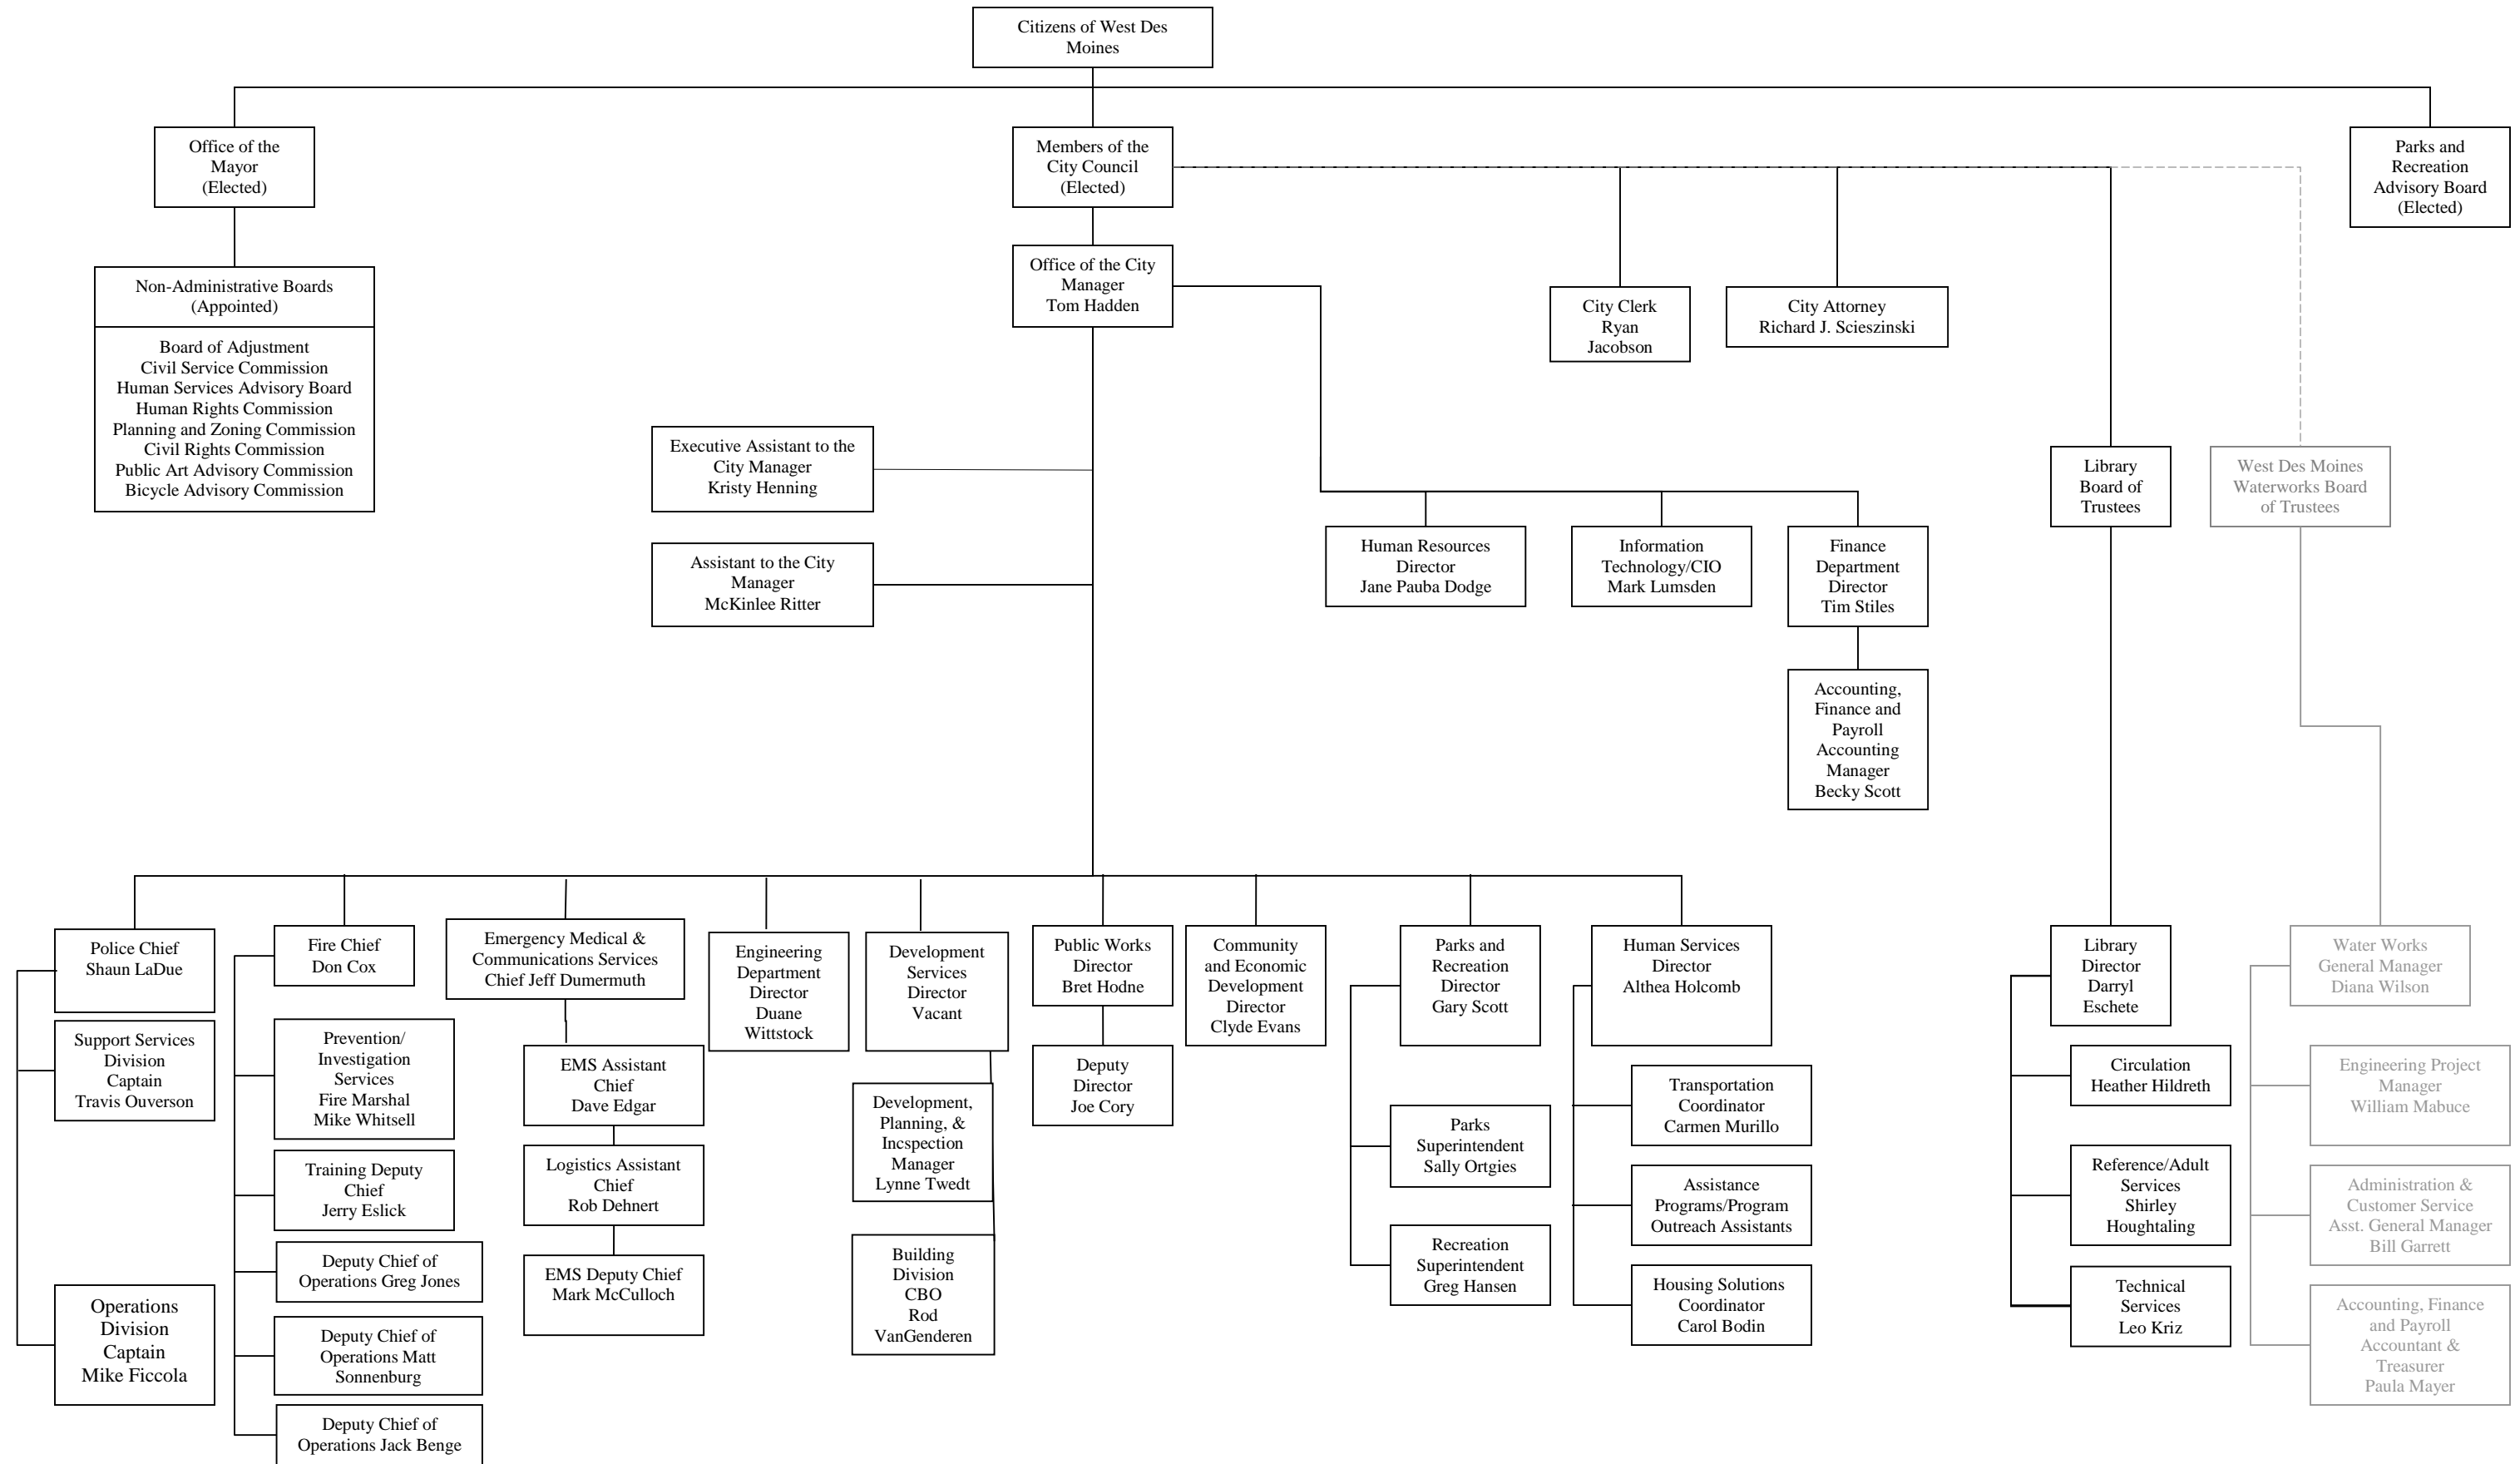 Citizens of West Des
Moines
Office of the
Mayor
(Elected)
Members of the
City Council
(Elected)
Parks and
Recreation
Advisory Board
(Elected)
Non-Administrative Boards
(Appointed)
Board of Adjustment
Civil Service Commission
Human Services Advisory Board
Human Rights Commission
Planning and Zoning Commission
Civil Rights Commission
Public Art Advisory Commission
Bicycle Advisory Commission
Office of the City
Manager
Tom Hadden
City Clerk
Ryan
Jacobson
City Attorney
Richard J. Scieszinski
Executive Assistant to the
City Manager
Kristy Henning
Assistant to the City
Manager
McKinlee Ritter
Library
Board of
Trustees
West Des Moines
Waterworks Board
of Trustees
Human Resources
Director
Jane Pauba Dodge
Information
Technology/CIO
Mark Lumsden
Finance
Department
Director
Tim Stiles
Accounting,
Finance and
Payroll
Accounting
Manager
Becky Scott
Police Chief
Shaun LaDue
Support Services
Division
Captain
Travis Ouverson
Operations
Division
Captain
Mike Ficcola
Fire Chief
Don Cox
Prevention/
Investigation
Services
Fire Marshal
Mike Whitsell
Training Deputy
Chief
Jerry Eslick
Deputy Chief of
Operations Greg Jones
Deputy Chief of
Operations Matt
Sonnenburg
Deputy Chief of
Operations Jack Benge
Emergency Medical &
Communications Services
Chief Jeff Dumermuth
EMS Assistant
Chief
Dave Edgar
Logistics Assistant
Chief
Rob Dehnert
EMS Deputy Chief
Mark McCulloch
Engineering
Department
Director
Duane
Wittstock
Development
Services
Director
Vacant
Development,
Planning, &
Incspection
Manager
Lynne Twedt
Building
Division
CBO
Rod
VanGenderen
Public Works
Director
Bret Hodne
Deputy
Director
Joe Cory
Community
and Economic
Development
Director
Clyde Evans
Parks and
Recreation
Director
Gary Scott
Parks
Superintendent
Sally Ortgies
Recreation
Superintendent
Greg Hansen
Human Services
Director
Althea Holcomb
Transportation
Coordinator
Carmen Murillo
Assistance
Programs/Program
Outreach Assistants
Housing Solutions
Coordinator
Carol Bodin
Library
Director
Darryl
Eschete
Circulation
Heather Hildreth
Reference/Adult
Services
Shirley
Houghtaling
Technical
Services
Leo Kriz
Water Works
General Manager
Diana Wilson
Engineering Project
Manager
William Mabuce
Administration &
Customer Service
Asst. General Manager
Bill Garrett
Accounting, Finance
and Payroll
Accountant &
Treasurer
Paula Mayer